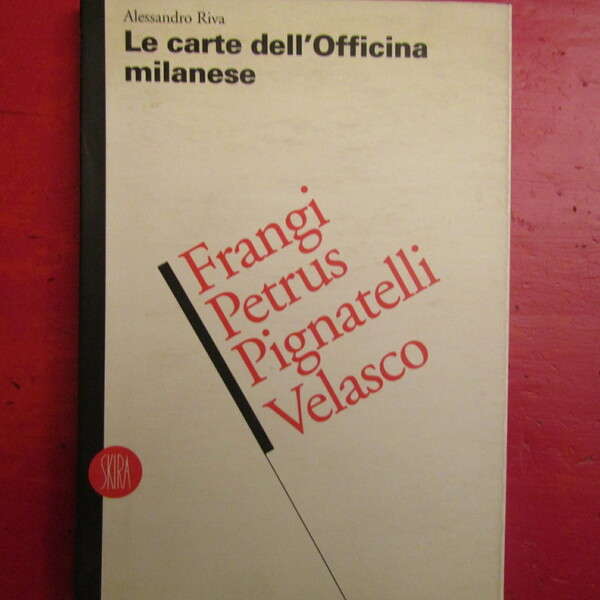 Alessandro Riva
Le carte dell'Officina
milanese
Frangi
Petrus
Pignatelli
Velasco
SKIRA